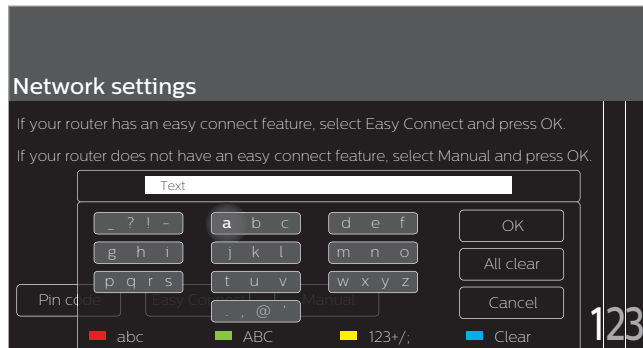 Network settings
If your router has an easy connect feature, select Easy Connect and press OK.
If your router does not have an easy connect feature, select Manual and press OK.
Text
_ ? ! ~ a b c d e f OK
g h i j k l m n o All clear
p q r s t u v w x y z
Pin code Easy Connect Manual Cancel
. , @ '
abc ABC 123+/; Clear
123